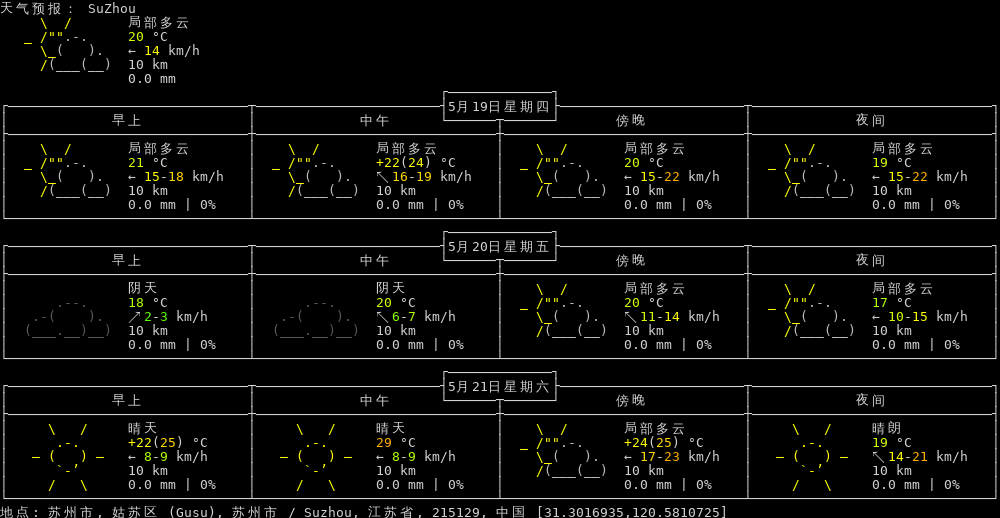 天气预报： SuZhou
局部多云
20 °C
← 14 km/h
10 km
0.0 mm
5月19日星期四
早上 中午 傍晚 夜间
局部多云 局部多云 局部多云 局部多云
21 °C +22(24) °C 20 °C 19 °C
← 15-18 km/h ↖ 16-19 km/h ← 15-22 km/h ← 15-22 km/h
10 km 10 km 10 km 10 km
0.0 mm | 0% 0.0 mm | 0% 0.0 mm | 0% 0.0 mm | 0%
5月20日星期五
早上 中午 傍晚 夜间
阴天 阴天 局部多云 局部多云
18 °C 20 °C 20 °C 17 °C
↗ 2-3 km/h ↖ 6-7 km/h ↖ 11-14 km/h ← 10-15 km/h
10 km 10 km 10 km 10 km
0.0 mm | 0% 0.0 mm | 0% 0.0 mm | 0% 0.0 mm | 0%
5月21日星期六
早上 中午 傍晚 夜间
晴天 晴天 局部多云 晴朗
+22(25) °C 29 °C +24(25) °C 19 °C
← 8-9 km/h ← 8-9 km/h ← 17-23 km/h ↖ 14-21 km/h
10 km 10 km 10 km 10 km
0.0 mm | 0% 0.0 mm | 0% 0.0 mm | 0% 0.0 mm | 0%
地点: 苏州市, 姑苏区 (Gusu), 苏州市 / Suzhou, 江苏省, 215129, 中国 [31.3016935,120.5810725]